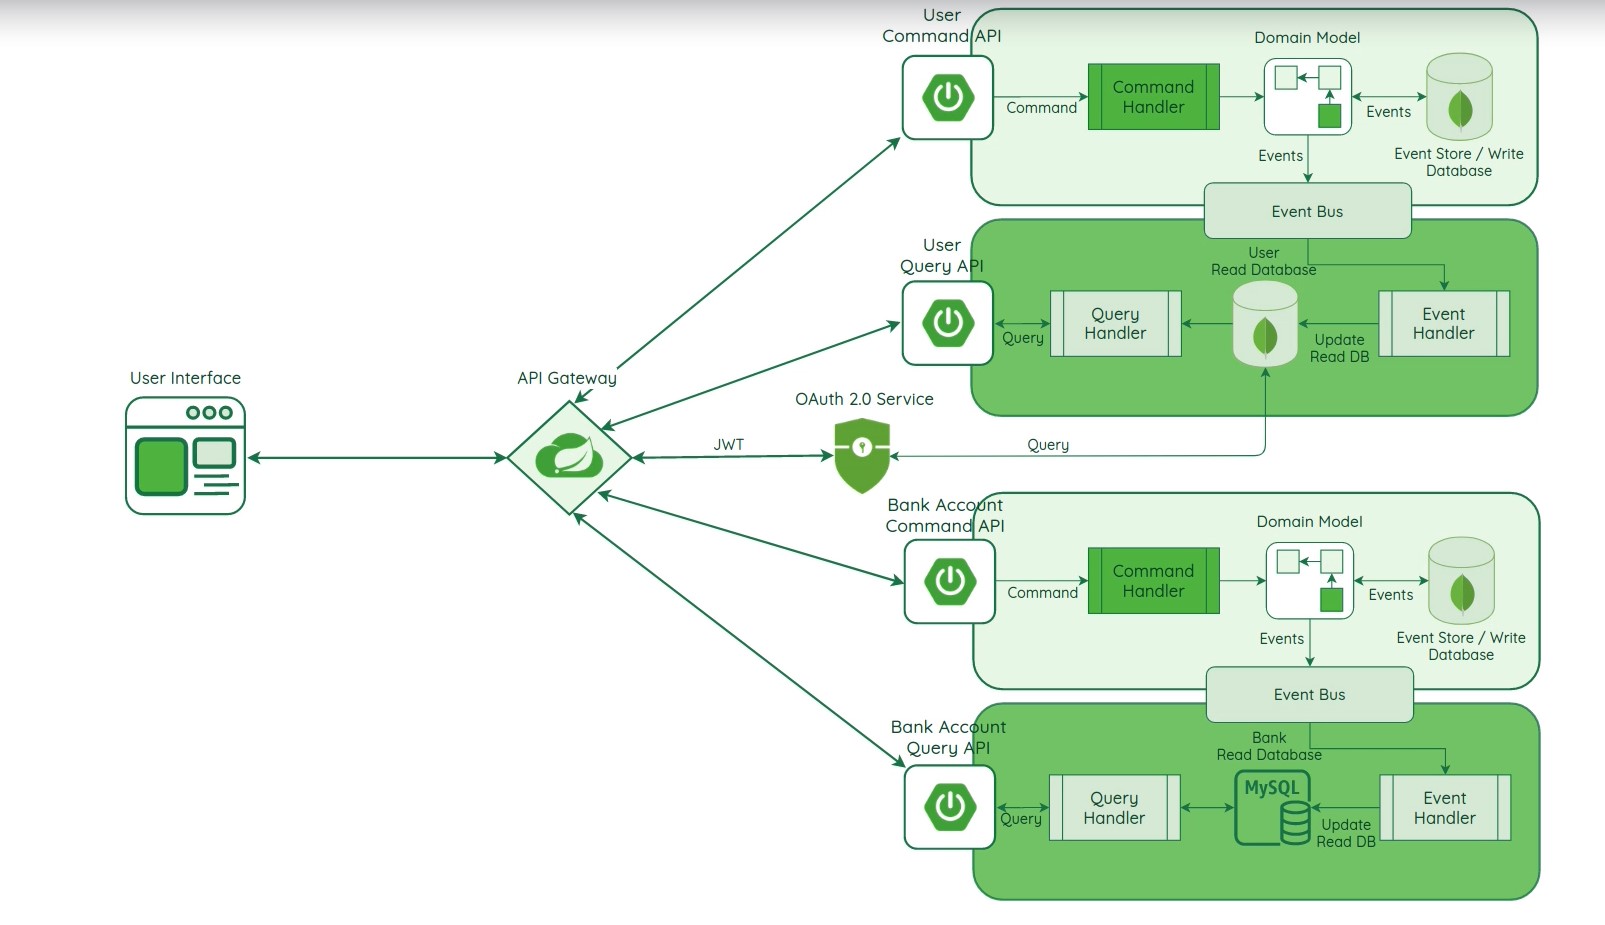 User
Command API
Domain Model
Command
Command
Handler
Events
Events
Event Store / Write
Database
Event Bus
User
Query API
User
Read Database
Query
Query
Handler
Update
Read DB
Event
Handler
User Interface
API Gateway
OAuth 2.0 Service
JWT
Query
Bank Account
Command API
Domain Model
Command
Command
Handler
Events
Events
Event Store / Write
Database
Event Bus
Bank Account
Query API
Bank
Read Database
Query
Query
Handler
MySQL
Update
Read DB
Event
Handler